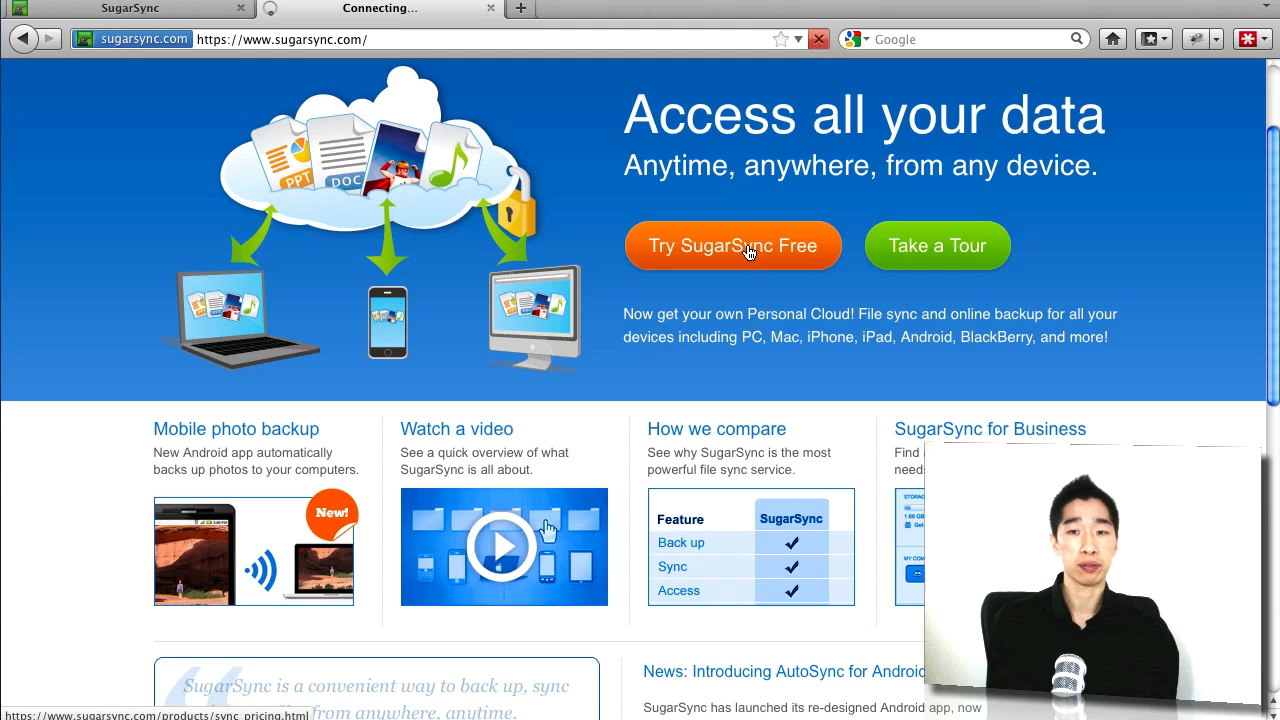 SugarSync
Connecting...
sugarsync.com
https://www.sugarsync.com/
Google
PPT
DOC
Access all your data
Anytime, anywhere, from any device.
Try SugarSync Free
Take a Tour
Now get your own Personal Cloud! File sync and online backup for all your
devices including PC, Mac, iPhone, iPad, Android, BlackBerry, and more!
Mobile photo backup
New Android app automatically
backs up photos to your computers.
New!
Watch a video
See a quick overview of what
SugarSync is all about.
How we compare
See why SugarSync is the most
powerful file sync service.
Feature SugarSync
Back up
Sync
Access
SugarSync for Business
Find
needs
STORAG
1.66 GB
Ge
MY COM
SugarSync is a convenient way to back up, sync
from anywhere, anytime.
News: Introducing AutoSync for Android
SugarSync has launched its re-designed Android app, now
https://www.sugarsync.com/products/sync_pricing.html